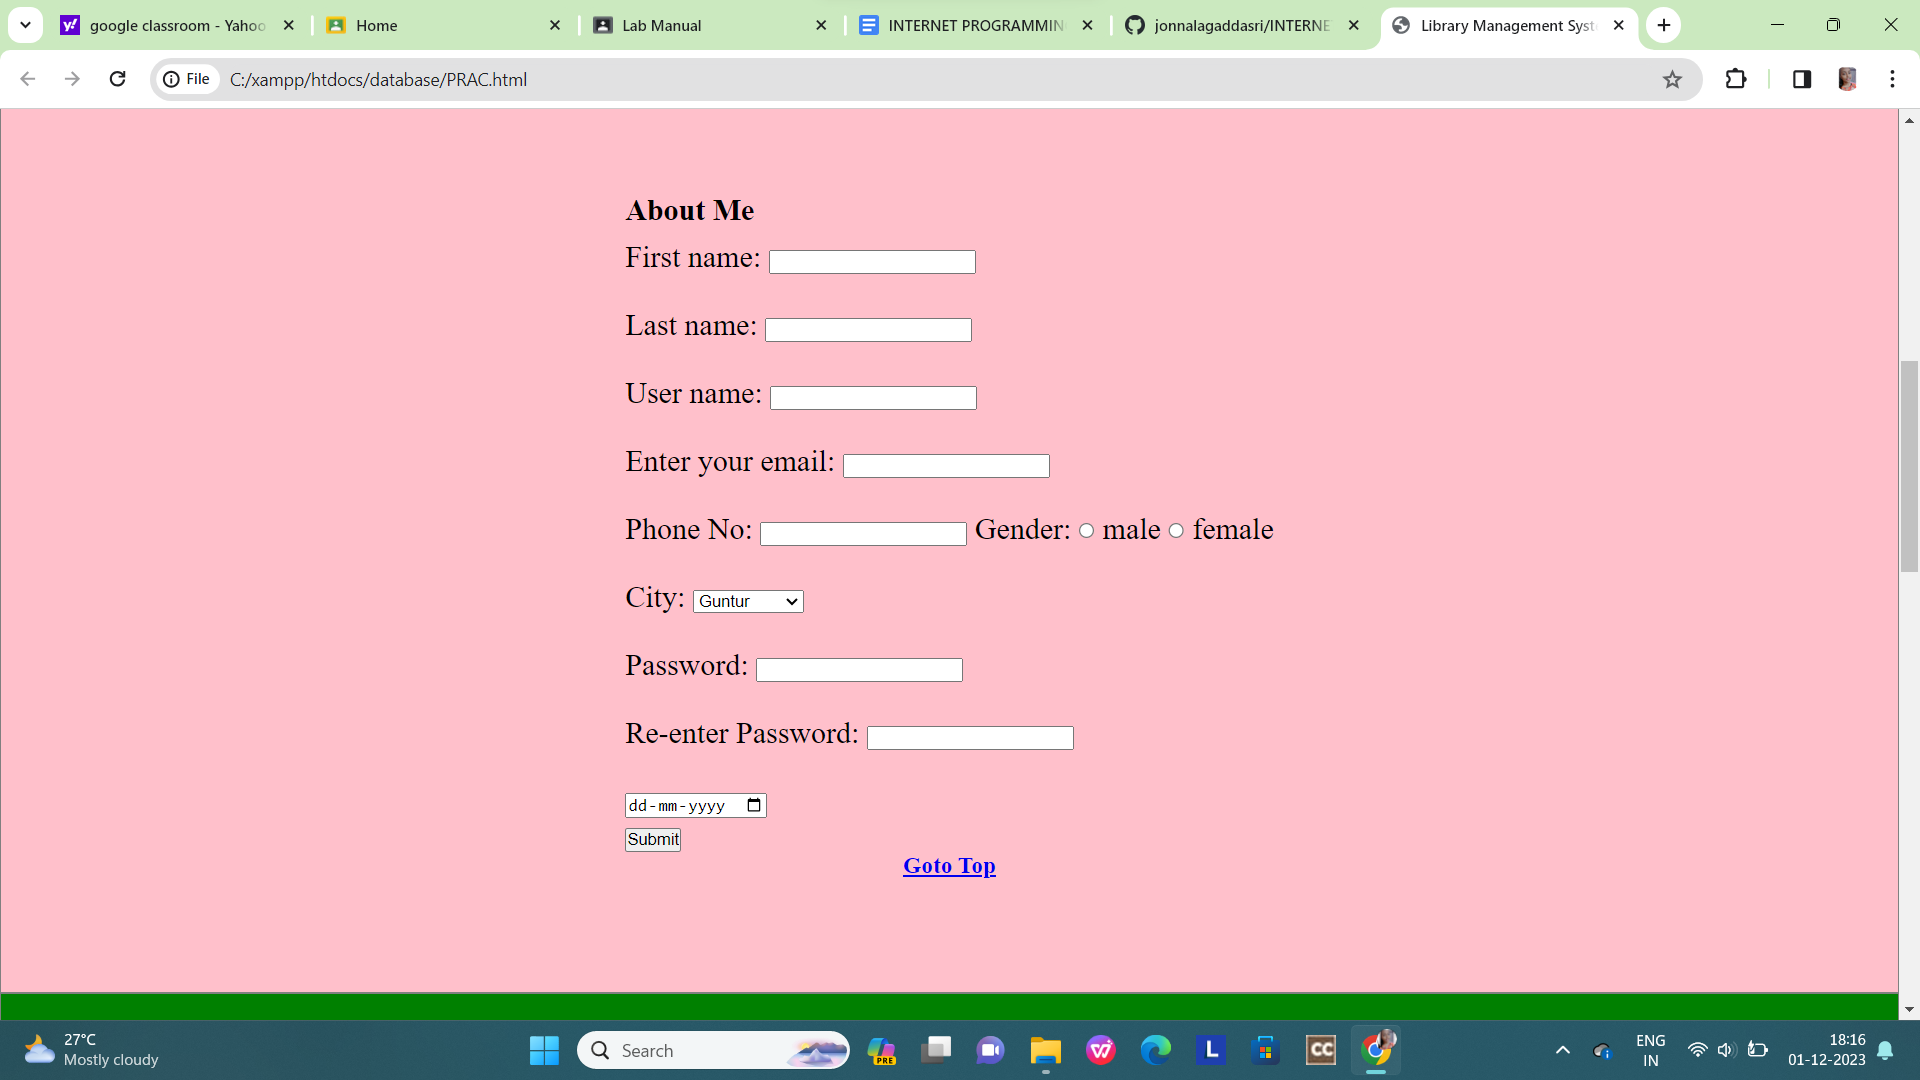 google classroom - Yahoo
Home
Lab Manual
INTERNET PROGRAMMIN
jonnalagaddasri/INTERNE
Library Management Syst
File
C:/xampp/htdocs/database/PRAC.html
About Me
First name:
Last name:
User name:
Enter your email:
Phone No: Gender: male female
City: Guntur
Password:
Re-enter Password:
dd-mm-yyyy
Submit
Goto Top
27°C
Mostly cloudy
Search
PRE
L
CC
ENG
IN
18:16
01-12-2023